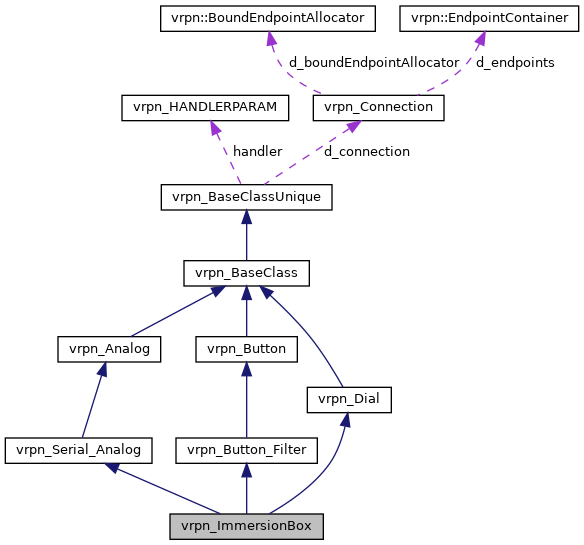 vrpn::BoundEndpointAllocator
vrpn::EndpointContainer
d_boundEndpointAllocator
d_endpoints
vrpn_HANDLERPARAM
vrpn_Connection
handler
d_connection
vrpn_BaseClassUnique
vrpn_BaseClass
vrpn_Analog
vrpn_Button
vrpn_Dial
vrpn_Serial_Analog
vrpn_Button_Filter
vrpn_ImmersionBox